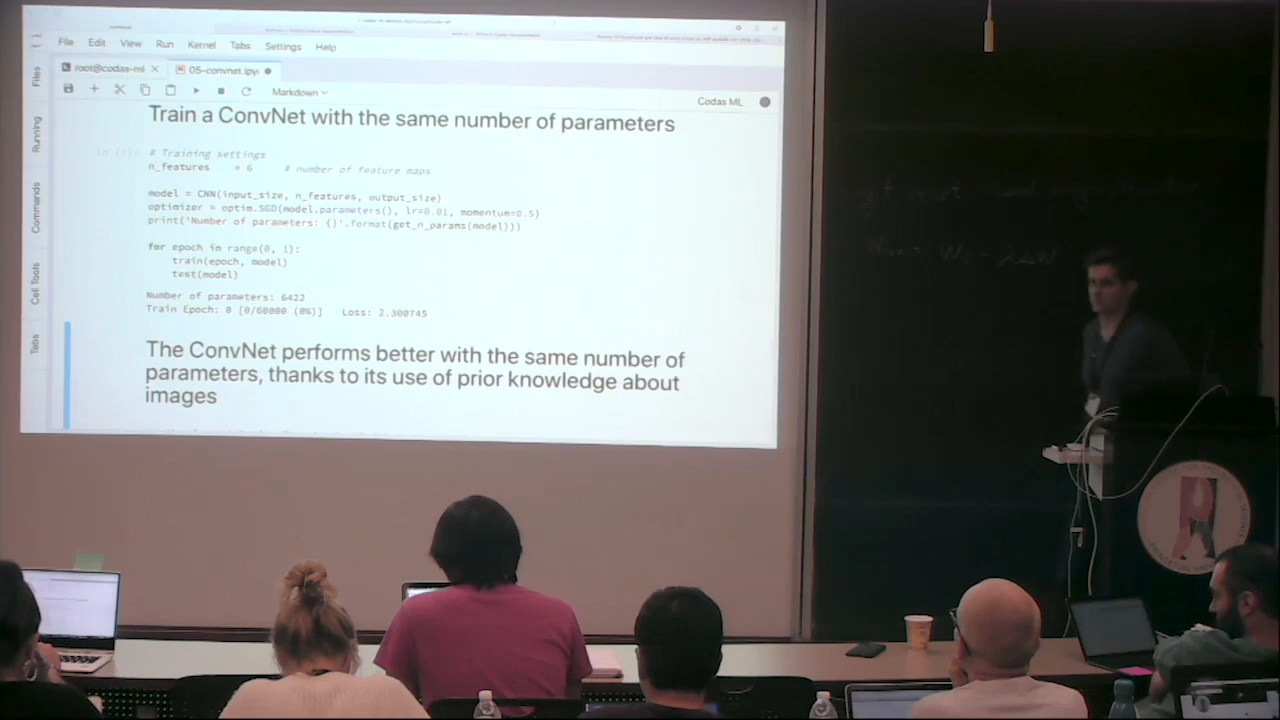 File Edit View Run Kernel Tabs Settings Help
Files
Running
Commands
Cell Tools
Tabs
root@codas-ml × 05-convnet.ipyn
Markdown
Codas ML
Train a ConvNet with the same number of parameters
# Training settings
n_features = 6 # number of feature maps
model = CNN(input_size, n_features, output_size)
optimizer = optim.SGD(model.parameters(), lr=0.01, momentum=0.5)
print('Number of parameters: {}'.format(get_n_params(model)))
for epoch in range(0, 1):
train(epoch, model)
test(model)
Number of parameters: 6422
Train Epoch: 0 [0/60000 (0%)] Loss: 2.300745
The ConvNet performs better with the same number of
parameters, thanks to its use of prior knowledge about
images